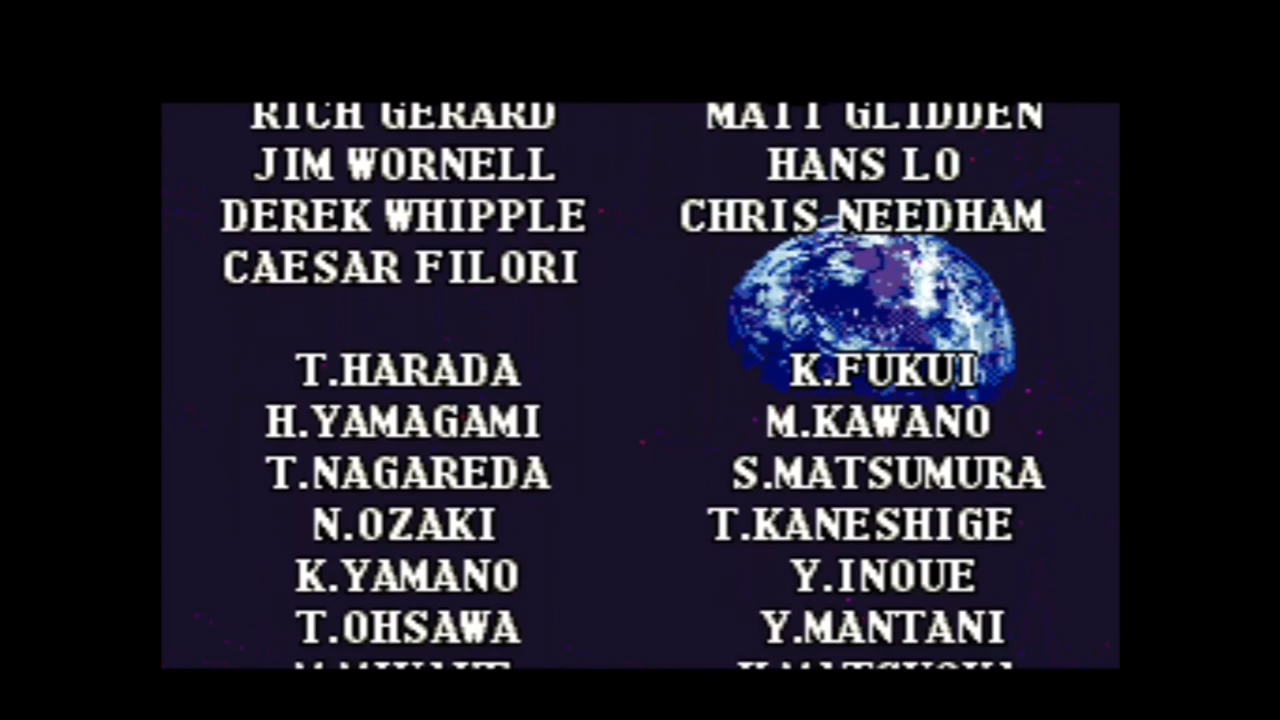 RICH GERARD MATT GLIDDEN
JIM WORNELL HANS LO
DEREK WHIPPLE CHRIS NEEDHAM
CAESAR FILORI
T.HARADA K.FUKUI
H.YAMAGAMI M.KAWANO
T.NAGAREDA S.MATSUMURA
N.OZAKI T.KANESHIGE
K.YAMANO Y.INOUE
T.OHSAWA Y.MANTANI